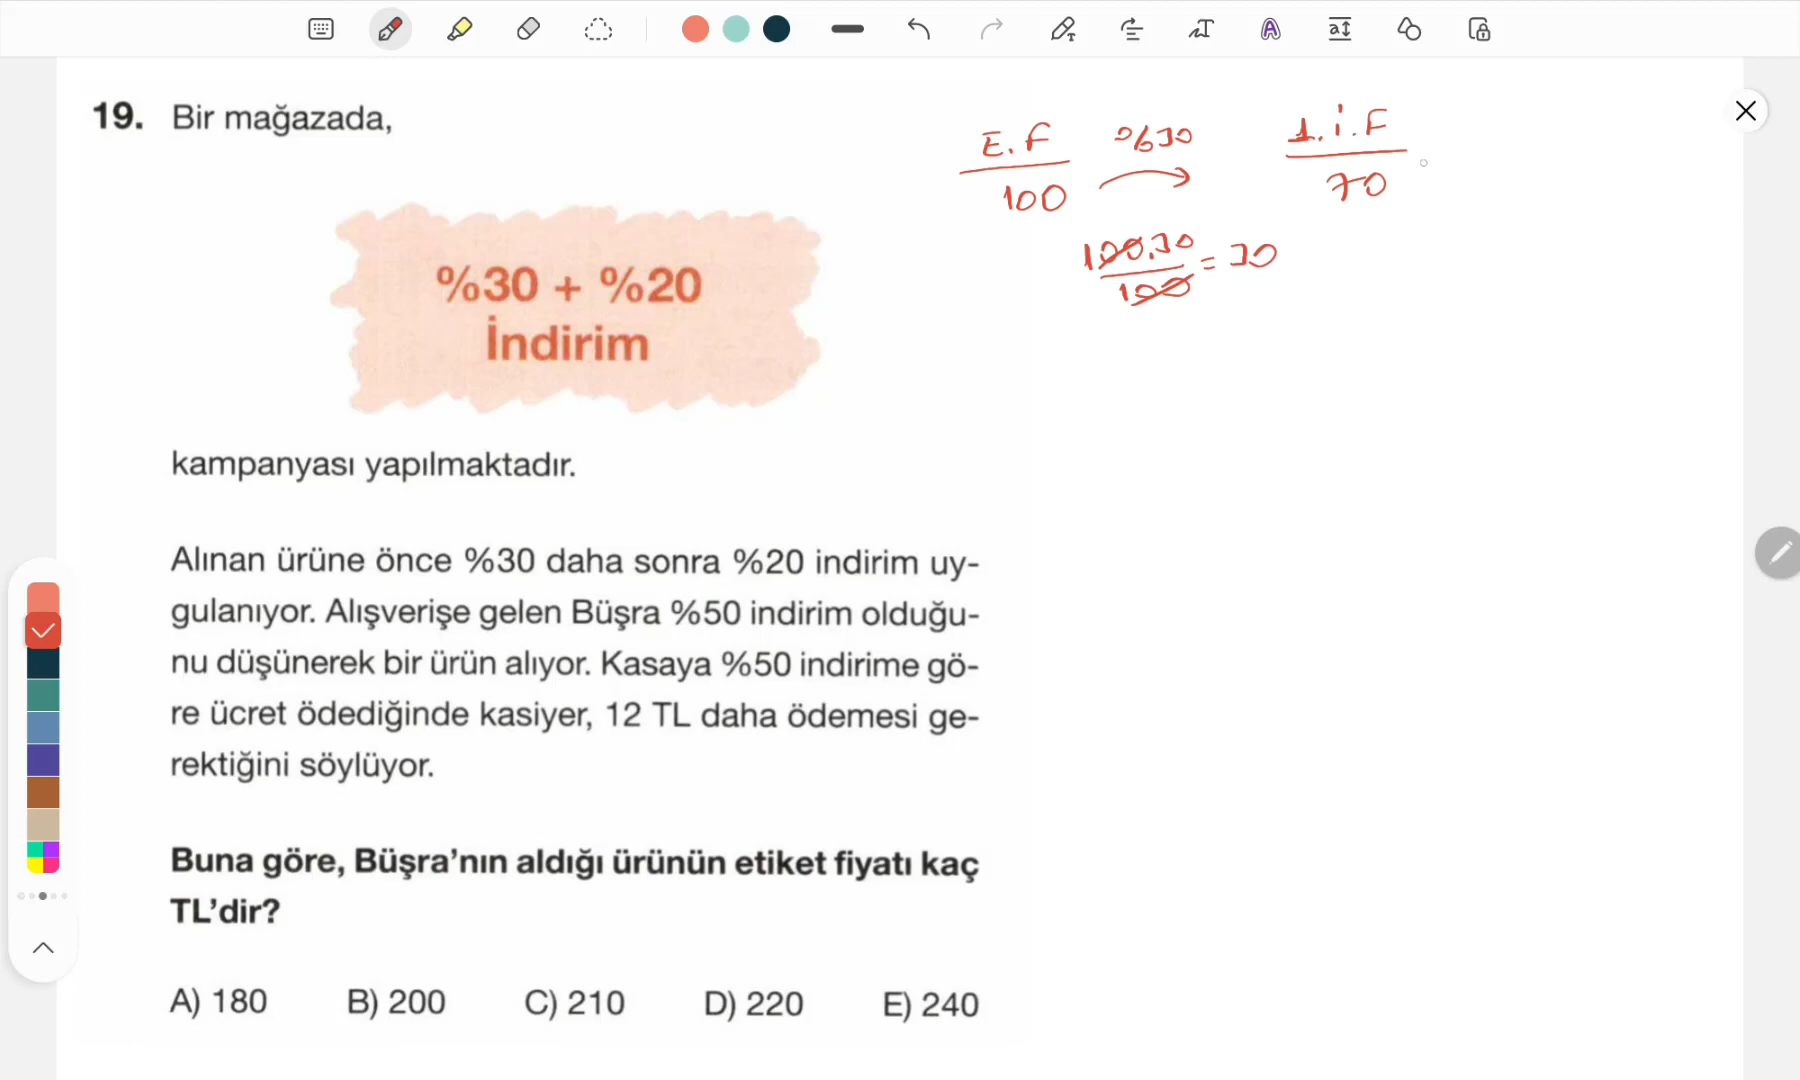 19. Bir mağazada,
%30 + %20
İndirim
kampanyası yapılmaktadır.
Alınan ürüne önce %30 daha sonra %20 indirim uy-
gulanıyor. Alışverişe gelen Büşra %50 indirim olduğu-
nu düşünerek bir ürün alıyor. Kasaya %50 indirime gö-
re ücret ödediğinde kasiyer, 12 TL daha ödemesi ge-
rektiğini söylüyor.
Buna göre, Büşra’nın aldığı ürünün etiket fiyatı kaç
TL’dir?
A) 180 B) 200 C) 210 D) 220 E) 240
E.F %30 1.İ.F
100 70
100.30
100
= 30